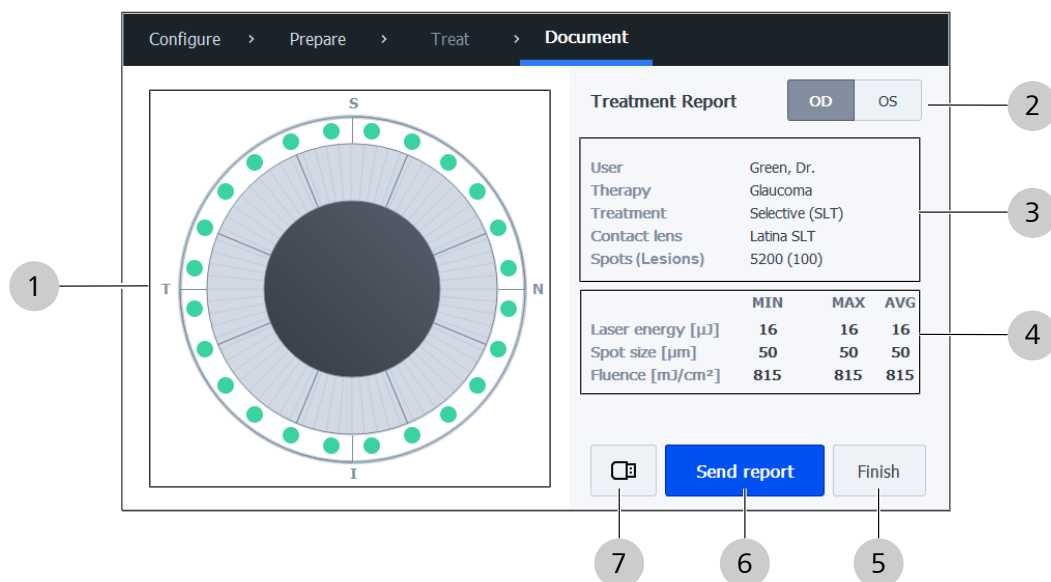 Configure > Prepare > Treat > Document
S
T
N
I
Treatment Report OD OS
User Green, Dr.
Therapy Glaucoma
Treatment Selective (SLT)
Contact lens Latina SLT
Spots (Lesions) 5200 (100)
MIN MAX AVG
Laser energy [µJ] 16 16 16
Spot size [µm] 50 50 50
Fluence [mJ/cm²] 815 815 815
Send report Finish
1
2
3
4
5
6
7